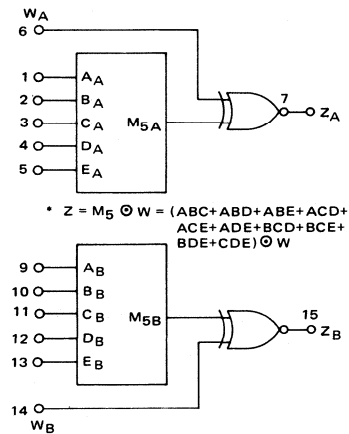 W_A
6
1 A_A
2 B_A
3 C_A M_5A
4 D_A
5 E_A
7
Z_A
* Z = M_5 ⊙ W = (ABC+ABD+ABE+ACD+
ACE+ADE+BCD+BCE+
BDE+CDE) ⊙ W
9 A_B
10 B_B
11 C_B M_5B
12 D_B
13 E_B
15
Z_B
14
W_B